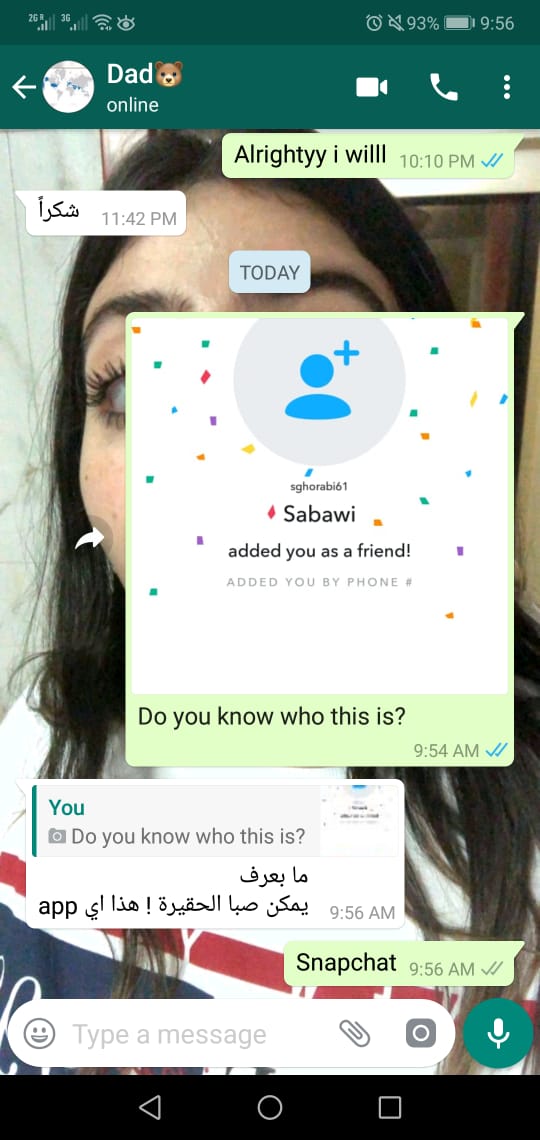 2G R 3G 93% 9:56
Dad🐻
online
Alrightyy i willl 10:10 PM
شكراً 11:42 PM
TODAY
sghorabi61
Sabawi
added you as a friend!
ADDED YOU BY PHONE #
Do you know who this is?
9:54 AM
You
Do you know who this is?
ما بعرف
يمكن صبا الحقيرة ! هذا اي app 9:56 AM
Snapchat 9:56 AM
Type a message